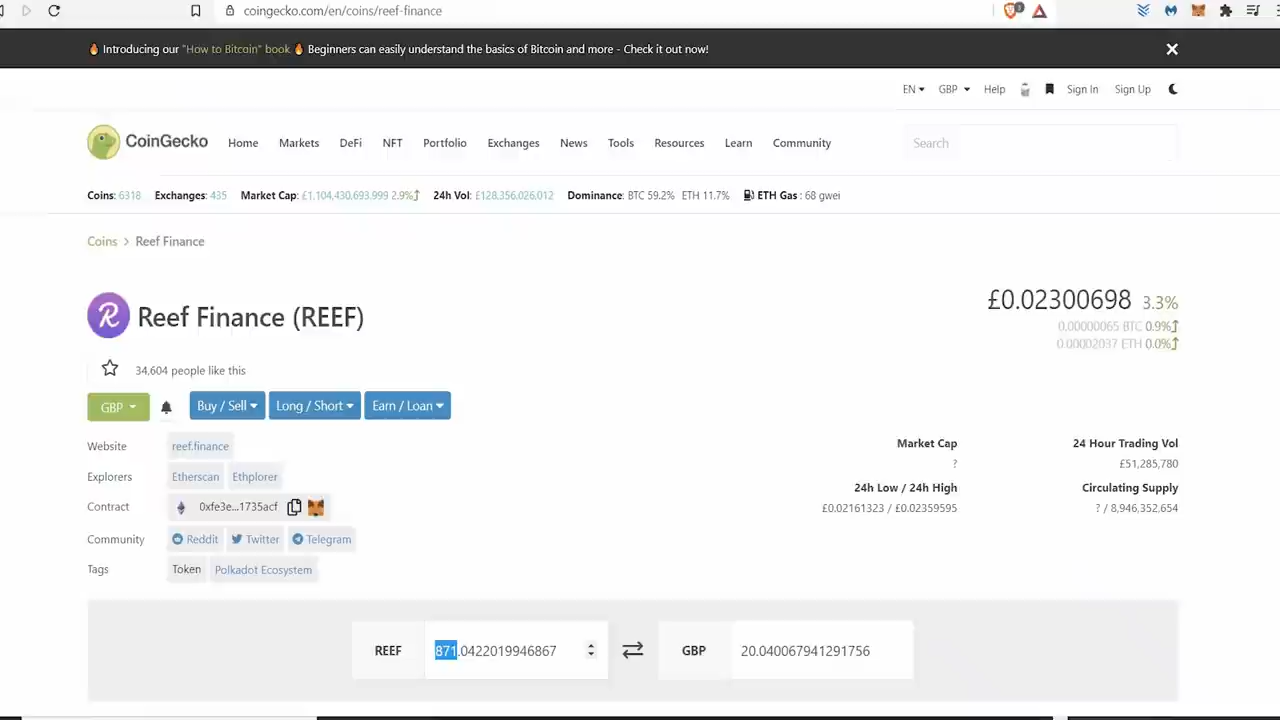 coingecko.com/en/coins/reef-finance
🔥 Introducing our "How to Bitcoin" book 🔥 Beginners can easily understand the basics of Bitcoin and more - Check it out now!
EN GBP Help Sign In Sign Up
CoinGecko Home Markets DeFi NFT Portfolio Exchanges News Tools Resources Learn Community Search
Coins: 6318 Exchanges: 435 Market Cap: £1,104,430,693.999 2.9% 24h Vol: £128,356,026,012 Dominance: BTC 59.2% ETH 11.7% ETH Gas : 68 gwei
Coins > Reef Finance
Reef Finance (REEF)
£0.02300698 3.3%
0.00000065 BTC 0.9%
0.00002037 ETH 0.0%
34,604 people like this
GBP Buy / Sell Long / Short Earn / Loan
Website reef.finance
Explorers Etherscan Ethplorer
Contract 0xfe3e...1735acf
Community Reddit Twitter Telegram
Tags Token Polkadot Ecosystem
Market Cap 24 Hour Trading Vol
? £51,285,780
24h Low / 24h High Circulating Supply
£0.02161323 / £0.02359595 ? / 8,946,352,654
REEF 871.0422019946867 GBP 20.040067941291756